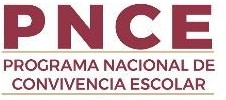 PNCE
PROGRAMA NACIONAL DE
CONVIVENCIA ESCOLAR